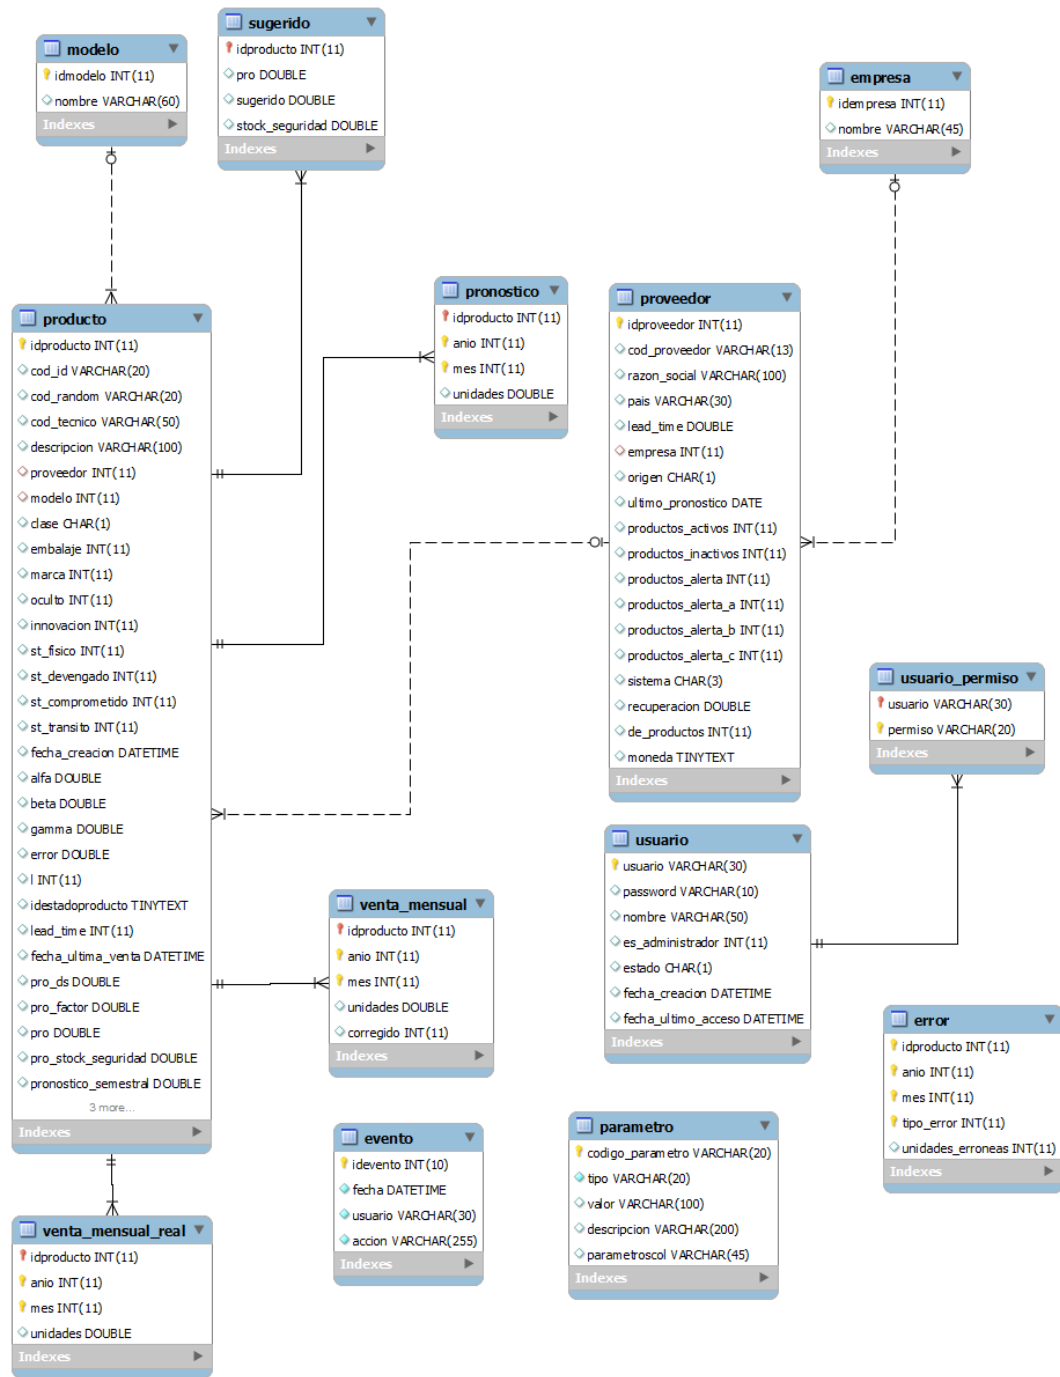 modelo
idmodelo INT(11)
nombre VARCHAR(60)
Indexes
sugerido
idproducto INT(11)
pro DOUBLE
sugerido DOUBLE
stock_seguridad DOUBLE
Indexes
empresa
idempresa INT(11)
nombre VARCHAR(45)
Indexes
producto
idproducto INT(11)
cod_id VARCHAR(20)
cod_random VARCHAR(20)
cod_tecnico VARCHAR(50)
descripcion VARCHAR(100)
proveedor INT(11)
modelo INT(11)
clase CHAR(1)
embalaje INT(11)
marca INT(11)
oculto INT(11)
innovacion INT(11)
st_fisico INT(11)
st_devengado INT(11)
st_comprometido INT(11)
st_transito INT(11)
fecha_creacion DATETIME
alfa DOUBLE
beta DOUBLE
gamma DOUBLE
error DOUBLE
l INT(11)
idestadoproducto TINYTEXT
lead_time INT(11)
fecha_ultima_venta DATETIME
pro_ds DOUBLE
pro_factor DOUBLE
pro DOUBLE
pro_stock_seguridad DOUBLE
pronostico_semestral DOUBLE
3 more...
Indexes
pronostico
idproducto INT(11)
anio INT(11)
mes INT(11)
unidades DOUBLE
Indexes
proveedor
idproveedor INT(11)
cod_proveedor VARCHAR(13)
razon_social VARCHAR(100)
pais VARCHAR(30)
lead_time DOUBLE
empresa INT(11)
origen CHAR(1)
ultimo_pronostico DATE
productos_activos INT(11)
productos_inactivos INT(11)
productos_alerta INT(11)
productos_alerta_a INT(11)
productos_alerta_b INT(11)
productos_alerta_c INT(11)
sistema CHAR(3)
recuperacion DOUBLE
de_productos INT(11)
moneda TINYTEXT
Indexes
usuario_permiso
usuario VARCHAR(30)
permiso VARCHAR(20)
Indexes
usuario
usuario VARCHAR(30)
password VARCHAR(10)
nombre VARCHAR(50)
es_administrador INT(11)
estado CHAR(1)
fecha_creacion DATETIME
fecha_ultimo_acceso DATETIME
Indexes
venta_mensual
idproducto INT(11)
anio INT(11)
mes INT(11)
unidades DOUBLE
corregido INT(11)
Indexes
error
idproducto INT(11)
anio INT(11)
mes INT(11)
tipo_error INT(11)
unidades_erroneas INT(11)
Indexes
evento
idevento INT(10)
fecha DATETIME
usuario VARCHAR(30)
accion VARCHAR(255)
Indexes
parametro
codigo_parametro VARCHAR(20)
tipo VARCHAR(20)
valor VARCHAR(100)
descripcion VARCHAR(200)
parametroscol VARCHAR(45)
Indexes
venta_mensual_real
idproducto INT(11)
anio INT(11)
mes INT(11)
unidades DOUBLE
Indexes